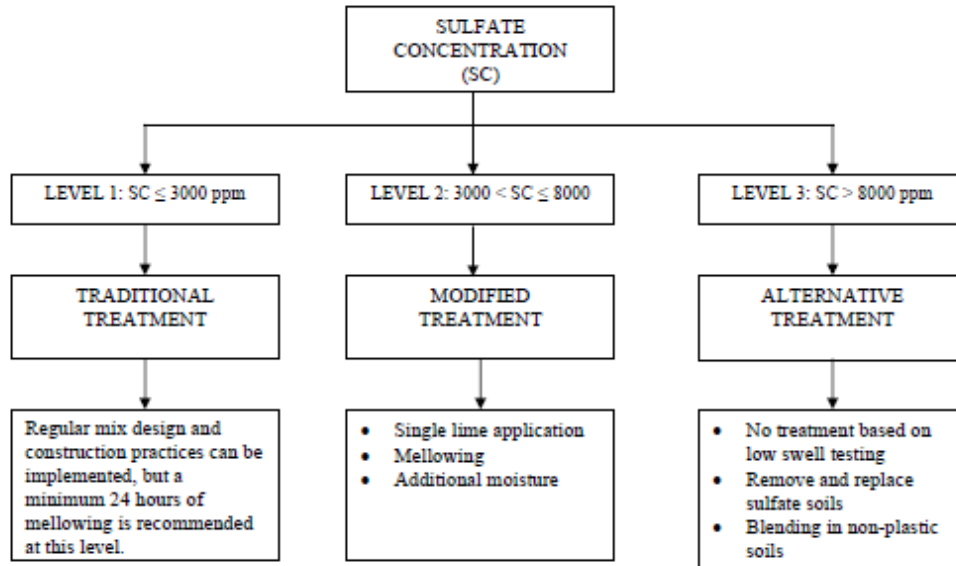 SULFATE
CONCENTRATION
(SC)
LEVEL 1: SC ≤ 3000 ppm
LEVEL 2: 3000 < SC ≤ 8000
LEVEL 3: SC > 8000 ppm
TRADITIONAL
TREATMENT
MODIFIED
TREATMENT
ALTERNATIVE
TREATMENT
Regular mix design and
construction practices can be
implemented, but a
minimum 24 hours of
mellowing is recommended
at this level.
• Single lime application
• Mellowing
• Additional moisture
• No treatment based on
low swell testing
• Remove and replace
sulfate soils
• Blending in non-plastic
soils